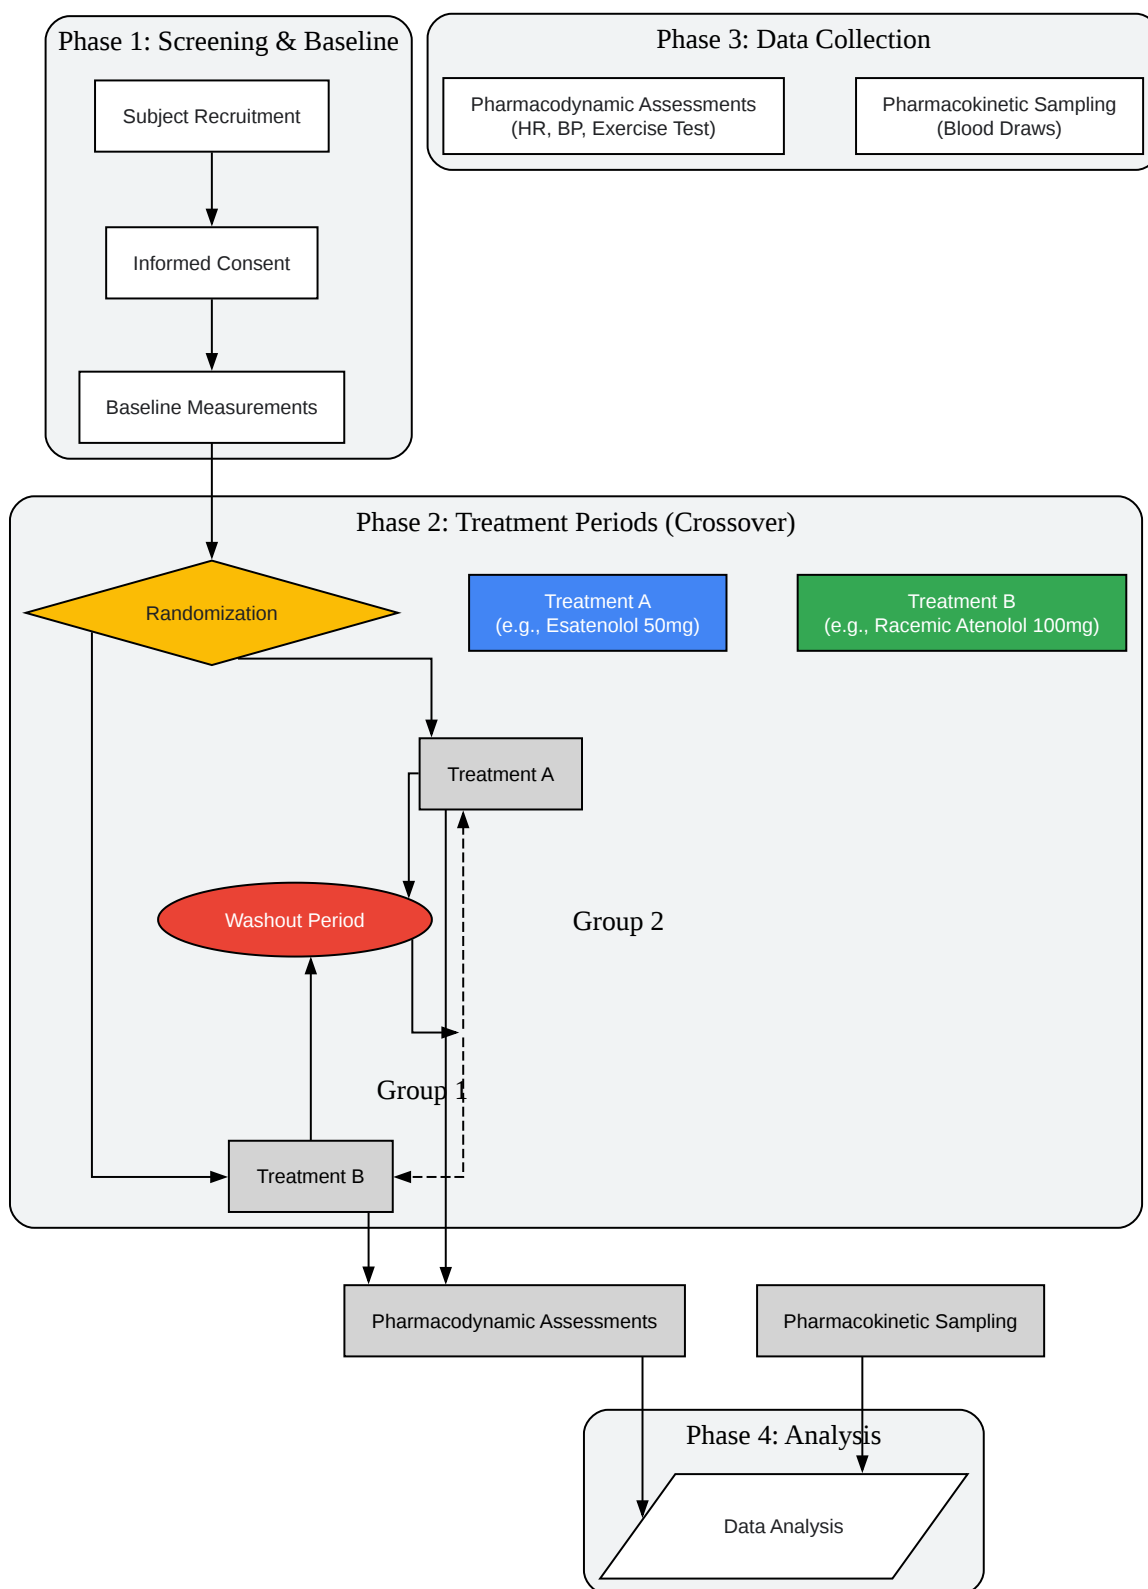 Phase 1: Screening & Baseline
Subject Recruitment
Informed Consent
Baseline Measurements
Phase 3: Data Collection
Pharmacodynamic Assessments
(HR, BP, Exercise Test)
Pharmacokinetic Sampling
(Blood Draws)
Phase 2: Treatment Periods (Crossover)
Randomization
Treatment A
(e.g., Esatenolol 50mg)
Treatment B
(e.g., Racemic Atenolol 100mg)
Treatment A
Washout Period
Group 2
Group 1
Treatment B
Pharmacodynamic Assessments
Pharmacokinetic Sampling
Phase 4: Analysis
Data Analysis